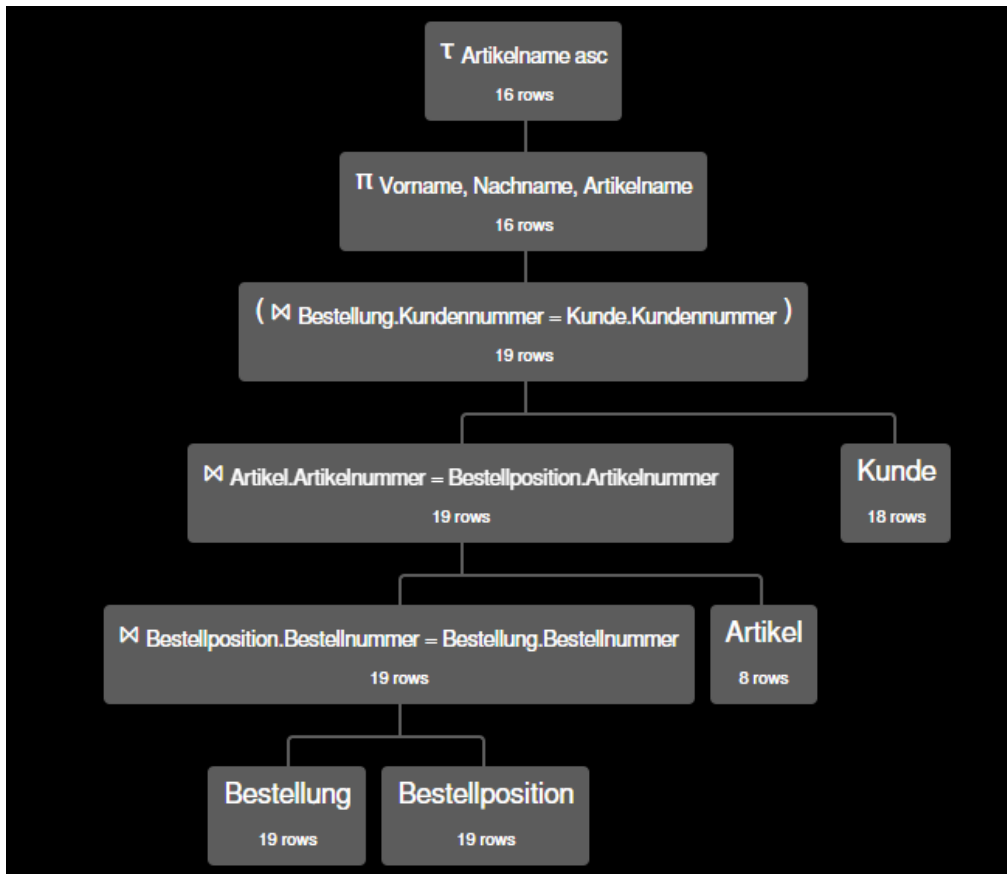 τ Artikelname asc
16 rows
π Vorname, Nachname, Artikelname
16 rows
( ⋈ Bestellung.Kundennummer = Kunde.Kundennummer )
19 rows
⋈ Artikel.Artikelnummer = Bestellposition.Artikelnummer
19 rows
Kunde
18 rows
⋈ Bestellposition.Bestellnummer = Bestellung.Bestellnummer
19 rows
Artikel
8 rows
Bestellung
19 rows
Bestellposition
19 rows